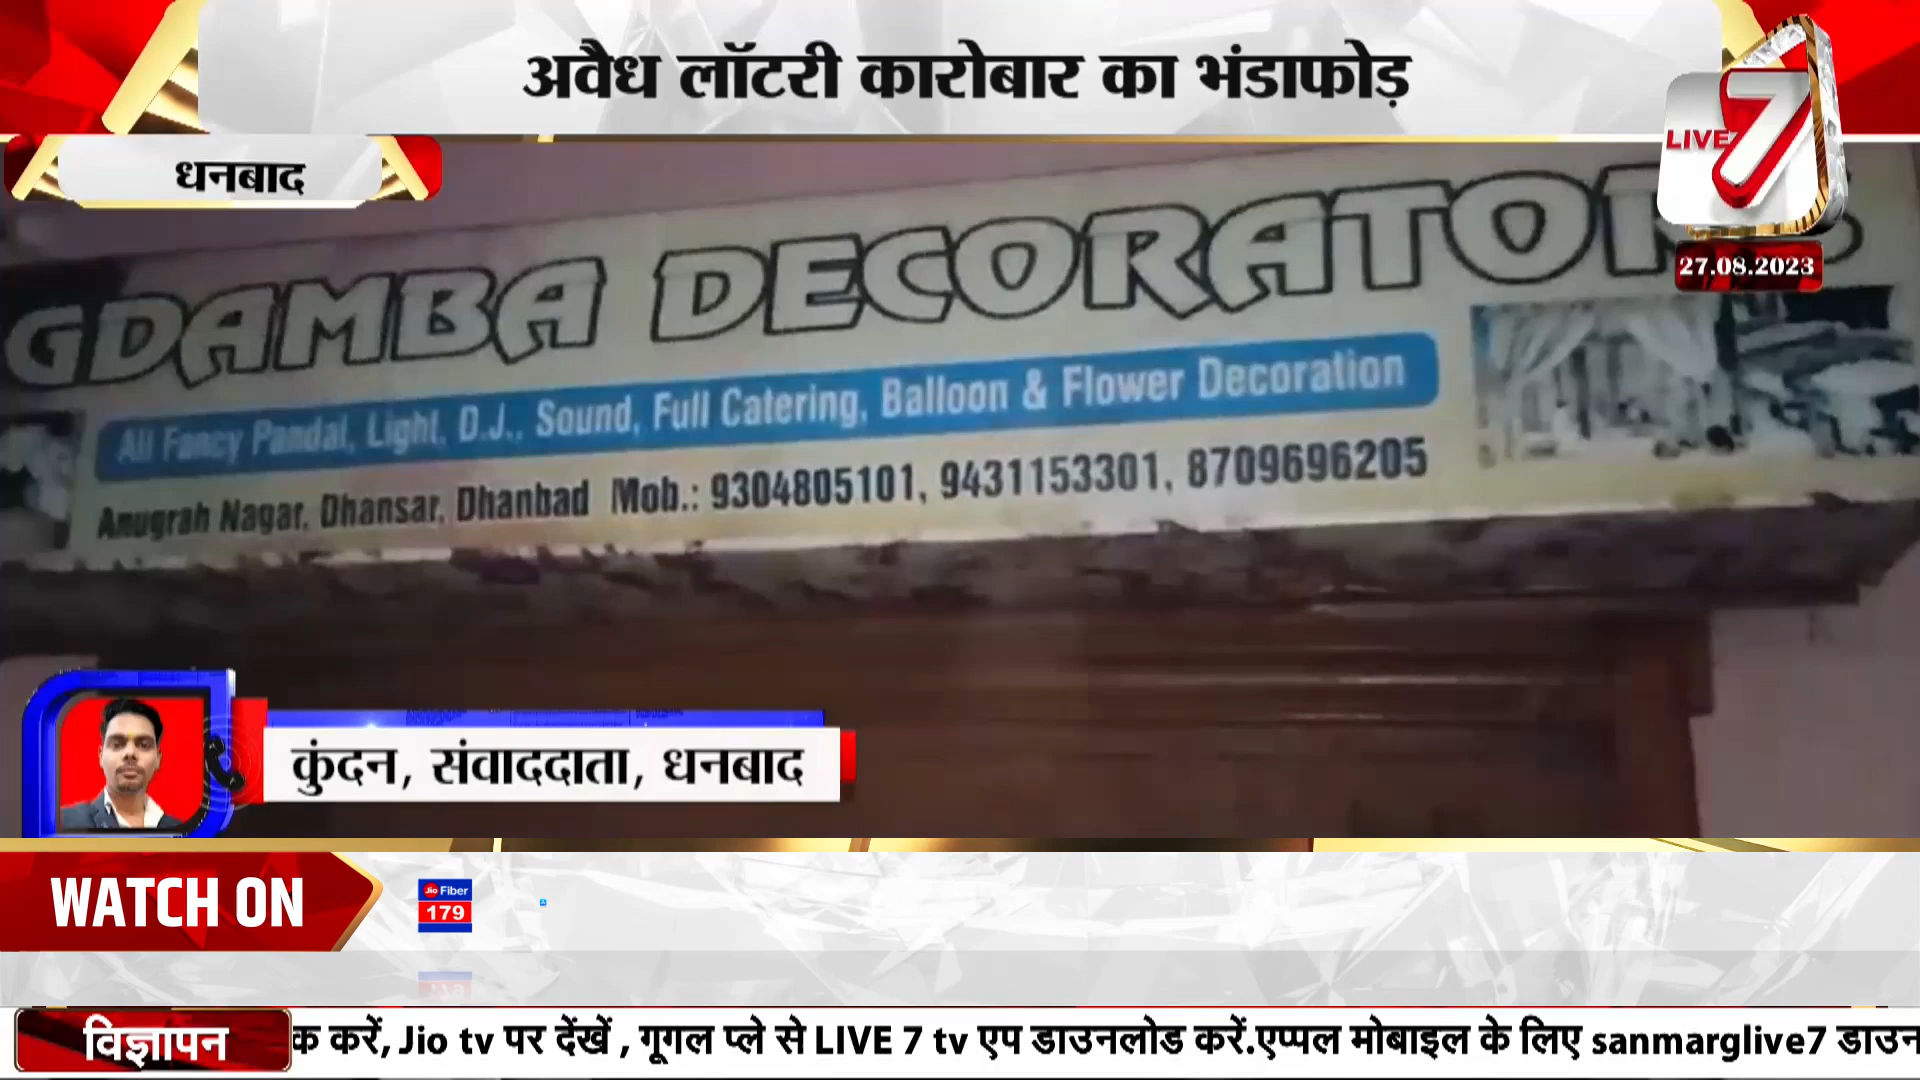 अवैध लॉटरी कारोबार का भंडाफोड़
LIVE 7
धनबाद
27.08.2023
GDAMBA DECORATORS
All Fancy Pandal, Light, D.J., Sound, Full Catering, Balloon & Flower Decoration
Anugrah Nagar, Dhansar, Dhanbad Mob.: 9304805101, 9431153301, 8709696205
कुंदन, संवाददाता, धनबाद
WATCH ON
Jio Fiber
179
विज्ञापन
क करें, Jio tv पर देंखें , गूगल प्ले से LIVE 7 tv एप डाउनलोड करें.एप्पल मोबाइल के लिए sanmarglive7 डाउन